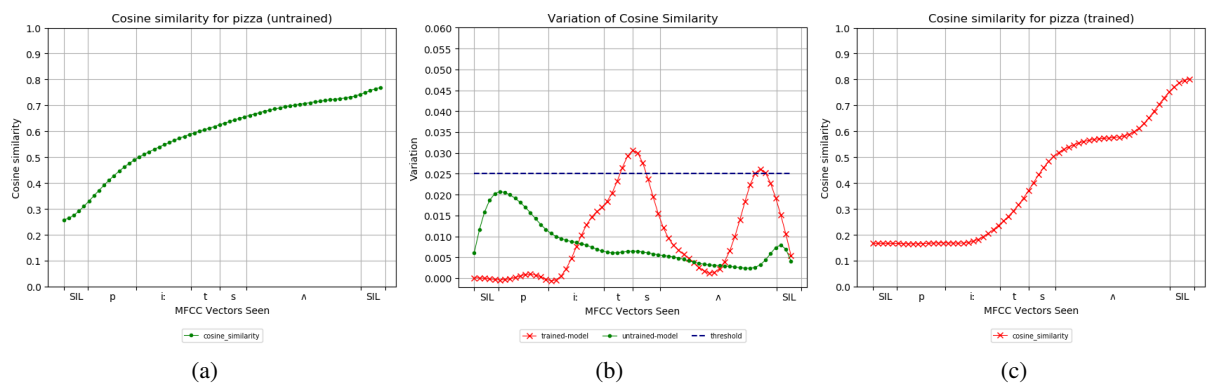 Cosine similarity for pizza (untrained)
Cosine similarity
1.0
0.9
0.8
0.7
0.6
0.5
0.4
0.3
0.2
0.1
0.0
SIL p i: t s ʌ SIL
MFCC Vectors Seen
cosine_similarity
(a)
Variation of Cosine Similarity
Variation
0.060
0.055
0.050
0.045
0.040
0.035
0.030
0.025
0.020
0.015
0.010
0.005
0.000
SIL p i: t s ʌ SIL
MFCC Vectors Seen
trained-model untrained-model threshold
(b)
Cosine similarity for pizza (trained)
Cosine similarity
1.0
0.9
0.8
0.7
0.6
0.5
0.4
0.3
0.2
0.1
0.0
SIL p i: t s ʌ SIL
MFCC Vectors Seen
cosine_similarity
(c)